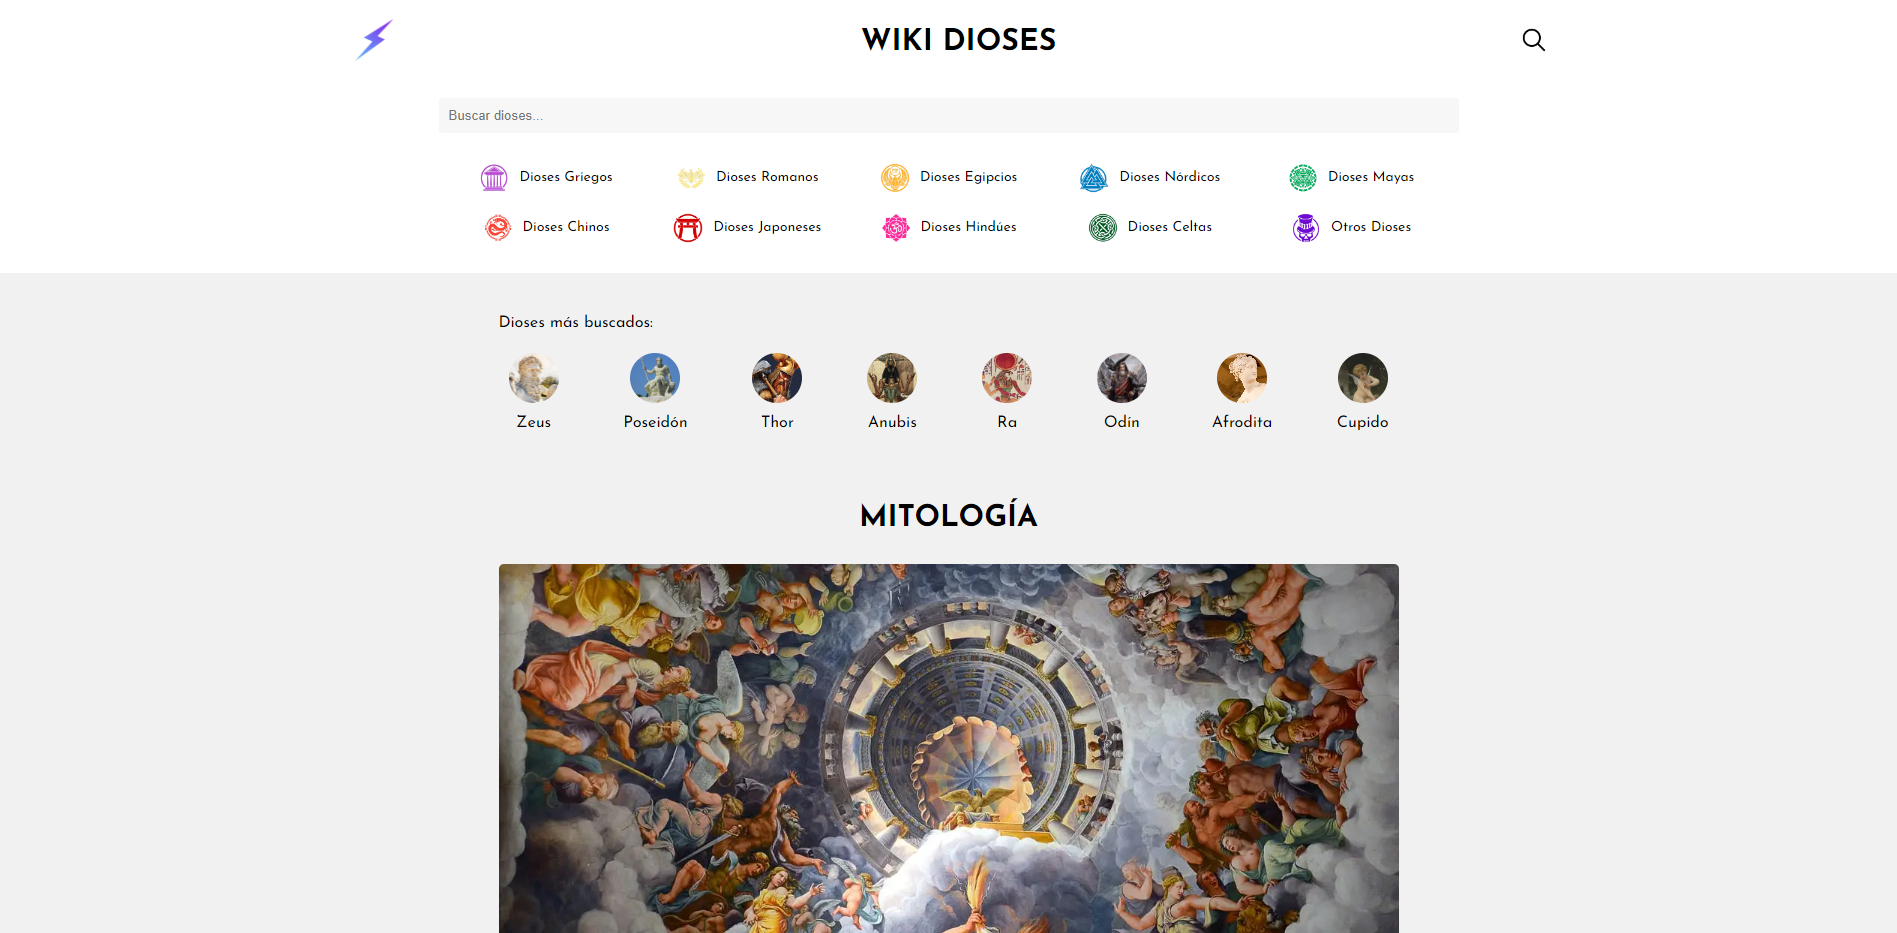 WIKI DIOSES
Buscar dioses...
Dioses Griegos
Dioses Romanos
Dioses Egipcios
Dioses Nórdicos
Dioses Mayas
Dioses Chinos
Dioses Japoneses
Dioses Hindúes
Dioses Celtas
Otros Dioses
Dioses más buscados:
Zeus
Poseidón
Thor
Anubis
Ra
Odín
Afrodita
Cupido
MITOLOGÍA